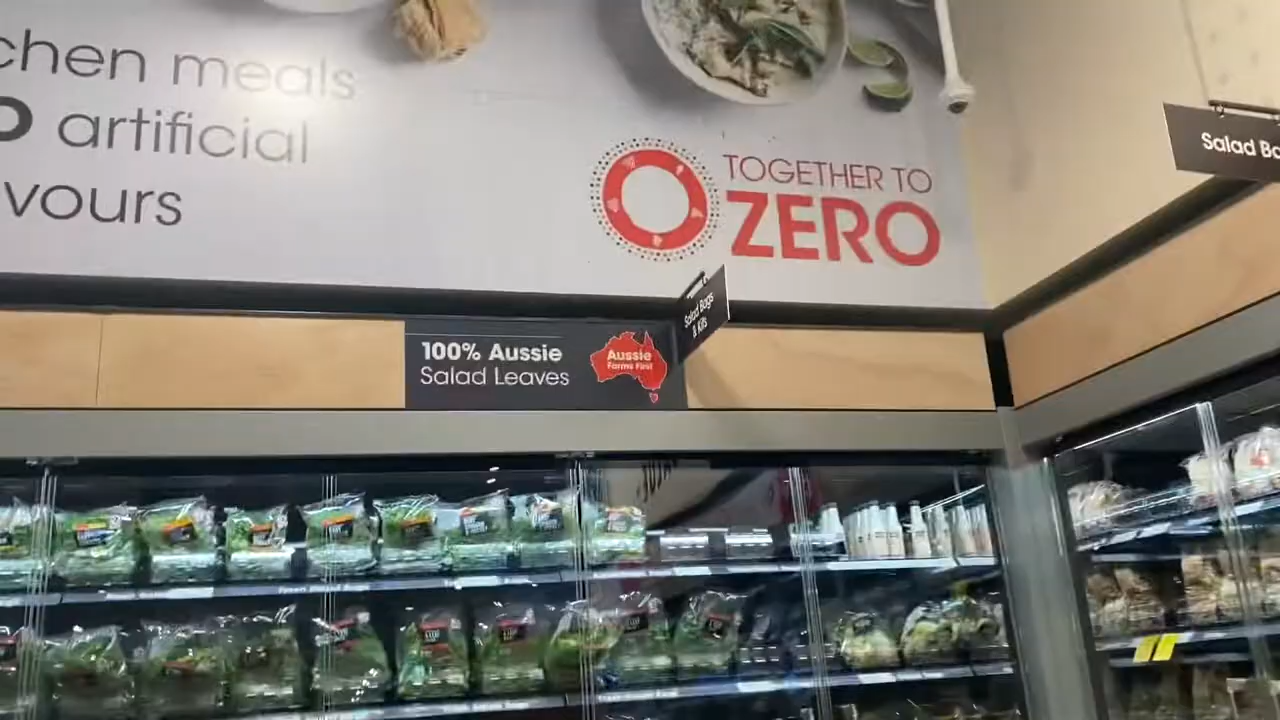 chen meals
o artificial
vours
TOGETHER TO
ZERO
Salad Ba
Salad Bags
& Kits
100% Aussie
Salad Leaves
Aussie
Farms First